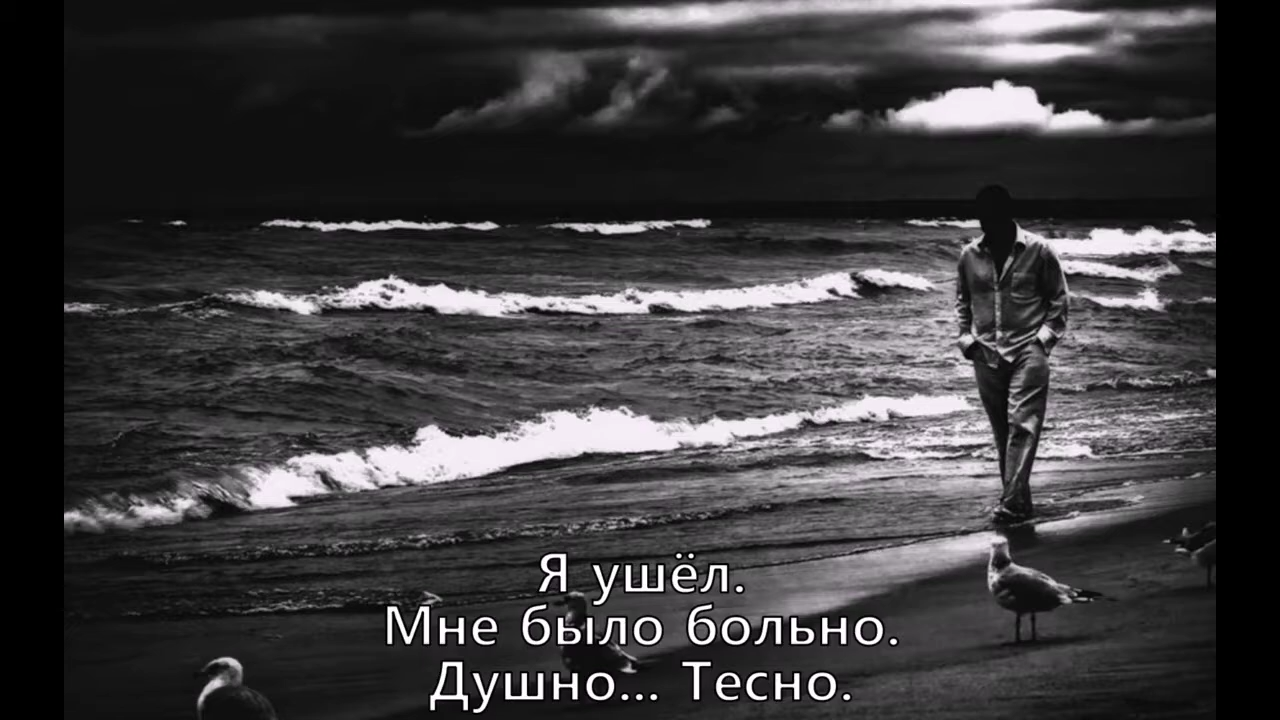 Я ушёл.
Мне было больно.
Душно... Тесно.